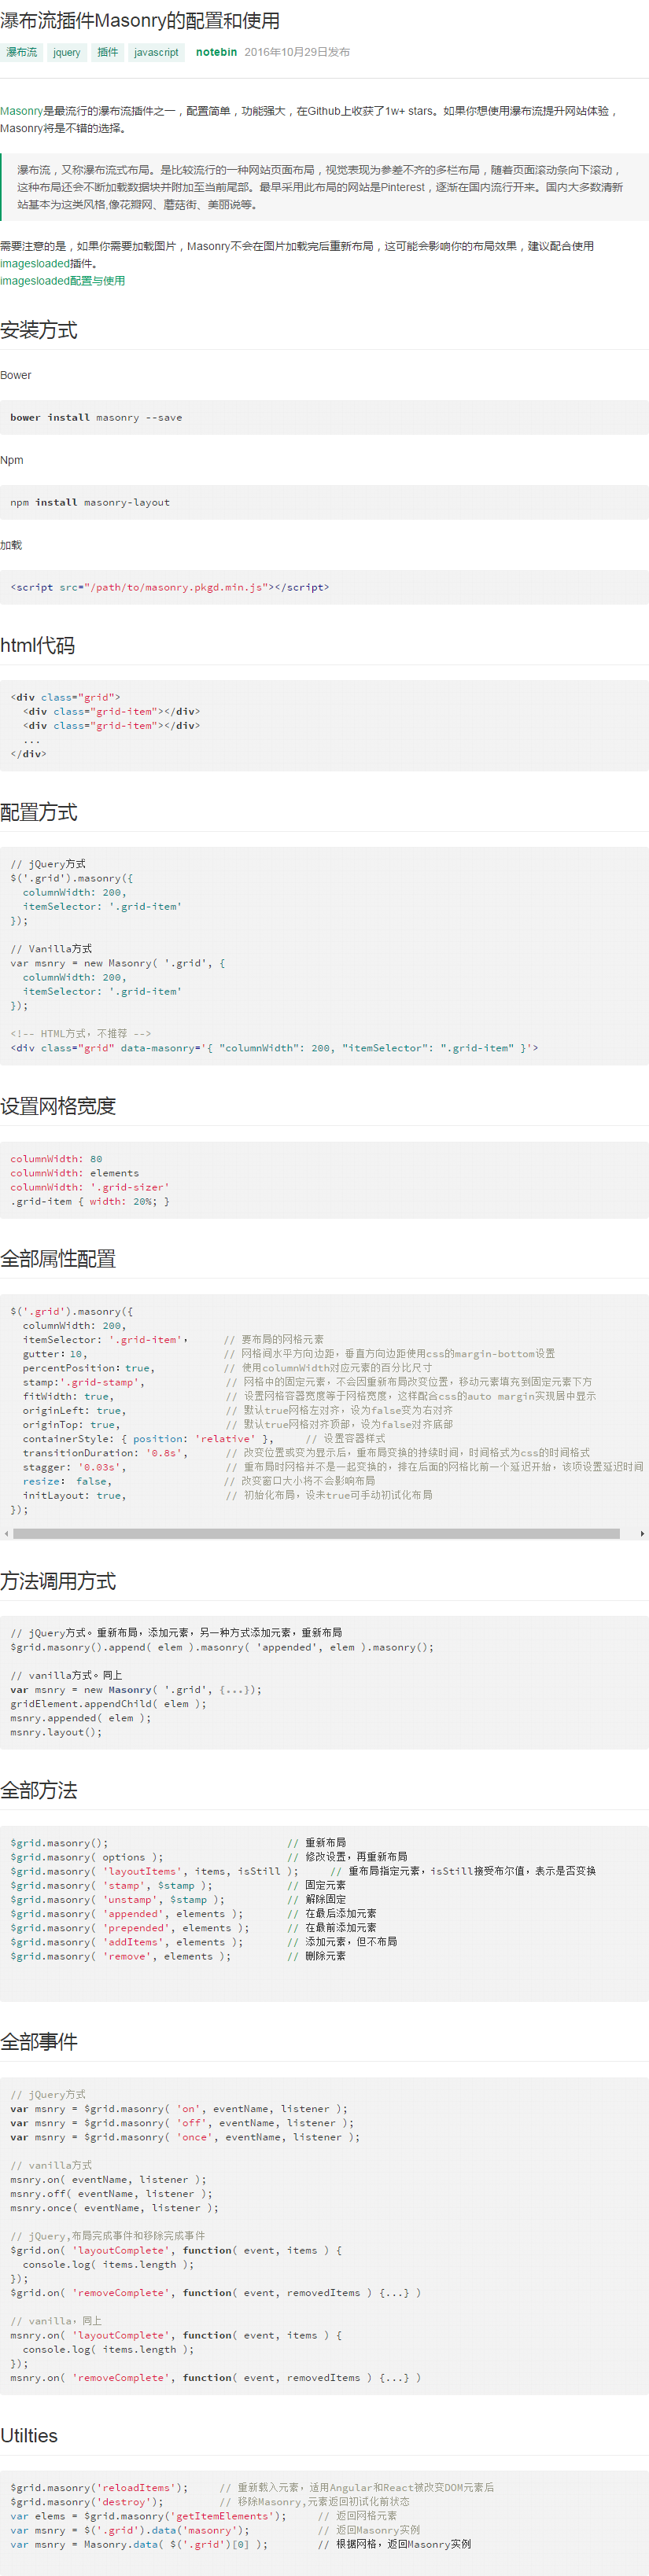 瀑布流插件Masonry的配置和使用
瀑布流 jquery 插件 javascript notebin 2016年10月29日发布
Masonry是最流行的瀑布流插件之一，配置简单，功能强大，在Github上收获了1w+ stars。如果你想使用瀑布流提升网站体验，
Masonry将是不错的选择。
瀑布流，又称瀑布流式布局。是比较流行的一种网站页面布局，视觉表现为参差不齐的多栏布局，随着页面滚动条向下滚动，
这种布局还会不断加载数据块并附加至当前尾部。最早采用此布局的网站是Pinterest，逐渐在国内流行开来。国内大多数清新
站基本为这类风格,像花瓣网、蘑菇街、美丽说等。
需要注意的是，如果你需要加载图片，Masonry不会在图片加载完后重新布局，这可能会影响你的布局效果，建议配合使用
imagesloaded插件。
imagesloaded配置与使用
安装方式
Bower
bower install masonry --save
Npm
npm install masonry-layout
加载
<script src="/path/to/masonry.pkgd.min.js"></script>
html代码
<div class="grid">
  <div class="grid-item"></div>
  <div class="grid-item"></div>
  ...
</div>
配置方式
// jQuery方式
$('.grid').masonry({
  columnWidth: 200,
  itemSelector: '.grid-item'
});
// Vanilla方式
var msnry = new Masonry( '.grid', {
  columnWidth: 200,
  itemSelector: '.grid-item'
});
<!-- HTML方式，不推荐 -->
<div class="grid" data-masonry='{ "columnWidth": 200, "itemSelector": ".grid-item" }'>
设置网格宽度
columnWidth: 80
columnWidth: elements
columnWidth: '.grid-sizer'
.grid-item { width: 20%; }
全部属性配置
$('.grid').masonry({
  columnWidth: 200,
  itemSelector: '.grid-item'， // 要布局的网格元素
  gutter：10, // 网格间水平方向边距，垂直方向边距使用css的margin-bottom设置
  percentPosition：true, // 使用columnWidth对应元素的百分比尺寸
  stamp:'.grid-stamp', // 网格中的固定元素，不会因重新布局改变位置，移动元素填充到固定元素下方
  fitWidth: true, // 设置网格容器宽度等于网格宽度，这样配合css的auto margin实现居中显示
  originLeft: true, // 默认true网格左对齐，设为false变为右对齐
  originTop: true, // 默认true网格对齐顶部，设为false对齐底部
  containerStyle: { position: 'relative' }, // 设置容器样式
  transitionDuration: '0.8s', // 改变位置或变为显示后，重布局变换的持续时间，时间格式为css的时间格式
  stagger: '0.03s', // 重布局时网格并不是一起变换的，排在后面的网格比前一个延迟开始，该项设置延迟时间
  resize： false, // 改变窗口大小将不会影响布局
  initLayout: true, // 初始化布局，设未true可手动初试化布局
});
方法调用方式
// jQuery方式。重新布局，添加元素，另一种方式添加元素，重新布局
$grid.masonry().append( elem ).masonry( 'appended', elem ).masonry();
// vanilla方式。同上
var msnry = new Masonry( '.grid', {...});
gridElement.appendChild( elem );
msnry.appended( elem );
msnry.layout();
全部方法
$grid.masonry(); // 重新布局
$grid.masonry( options ); // 修改设置，再重新布局
$grid.masonry( 'layoutItems', items, isStill ); // 重布局指定元素，isStill接受布尔值，表示是否变换
$grid.masonry( 'stamp', $stamp ); // 固定元素
$grid.masonry( 'unstamp', $stamp ); // 解除固定
$grid.masonry( 'appended', elements ); // 在最后添加元素
$grid.masonry( 'prepended', elements ); // 在最前添加元素
$grid.masonry( 'addItems', elements ); // 添加元素，但不布局
$grid.masonry( 'remove', elements ); // 删除元素
全部事件
// jQuery方式
var msnry = $grid.masonry( 'on', eventName, listener );
var msnry = $grid.masonry( 'off', eventName, listener );
var msnry = $grid.masonry( 'once', eventName, listener );
// vanilla方式
msnry.on( eventName, listener );
msnry.off( eventName, listener );
msnry.once( eventName, listener );
// jQuery,布局完成事件和移除完成事件
$grid.on( 'layoutComplete', function( event, items ) {
  console.log( items.length );
});
$grid.on( 'removeComplete', function( event, removedItems ) {...} )
// vanilla，同上
msnry.on( 'layoutComplete', function( event, items ) {
  console.log( items.length );
});
msnry.on( 'removeComplete', function( event, removedItems ) {...} )
Utilties
$grid.masonry('reloadItems'); // 重新载入元素，适用Angular和React被改变DOM元素后
$grid.masonry('destroy'); // 移除Masonry,元素返回初试化前状态
var elems = $grid.masonry('getItemElements'); // 返回网格元素
var msnry = $('.grid').data('masonry'); // 返回Masonry实例
var msnry = Masonry.data( $('.grid')[0] ); // 根据网格，返回Masonry实例